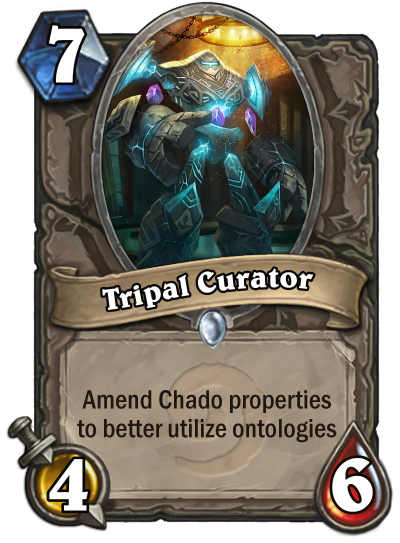 7
Tripal Curator
Amend Chado properties
to better utilize ontologies
4
6